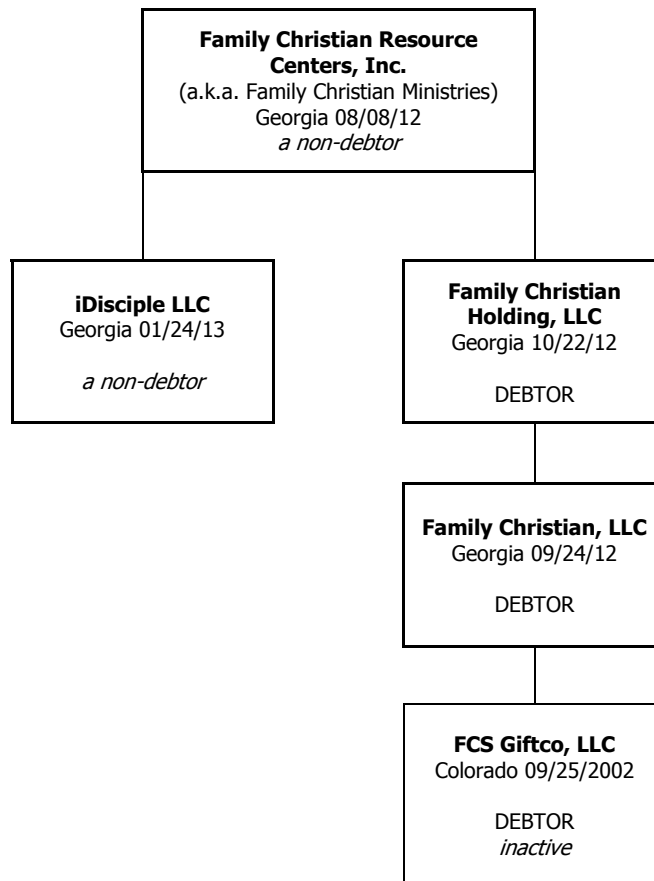 Family Christian Resource
Centers, Inc.
(a.k.a. Family Christian Ministries)
Georgia 08/08/12
a non-debtor
iDisciple LLC
Georgia 01/24/13
a non-debtor
Family Christian
Holding, LLC
Georgia 10/22/12
DEBTOR
Family Christian, LLC
Georgia 09/24/12
DEBTOR
FCS Giftco, LLC
Colorado 09/25/2002
DEBTOR
inactive